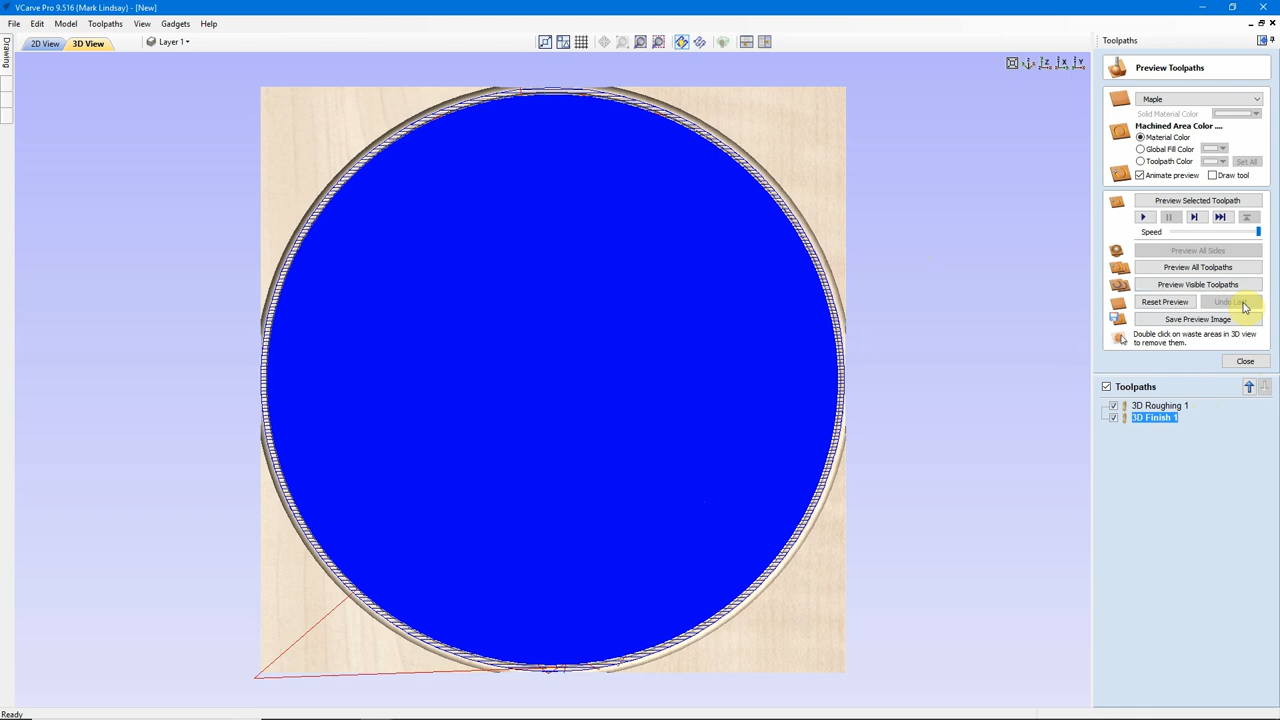 VCarve Pro 9.516 {Mark Lindsay} - [New]
File Edit Model Toolpaths View Gadgets Help
2D View 3D View Layer 1
Drawing
Toolpaths
Preview Toolpaths
Maple
Solid Material Color
Machined Area Color ....
Material Color
Global Fill Color
Toolpath Color Set All
Animate preview Draw tool
Preview Selected Toolpath
Speed
Preview All Sides
Preview All Toolpaths
Preview Visible Toolpaths
Reset Preview Undo Last
Save Preview Image
Double click on waste areas in 3D view
to remove them.
Close
Toolpaths
3D Roughing 1
3D Finish 1
Ready